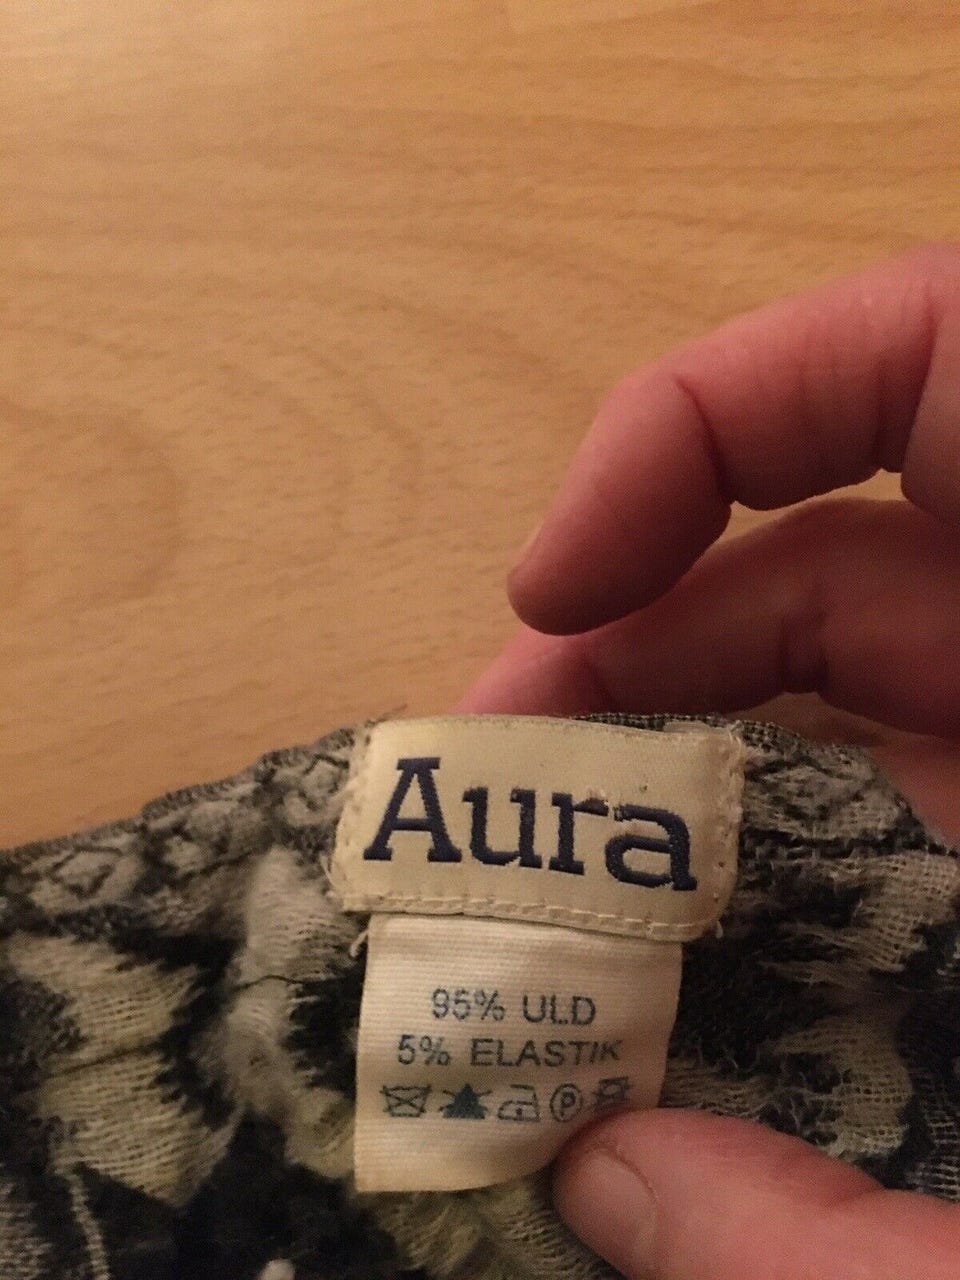 Aura
95% ULD
5% ELASTIK
P